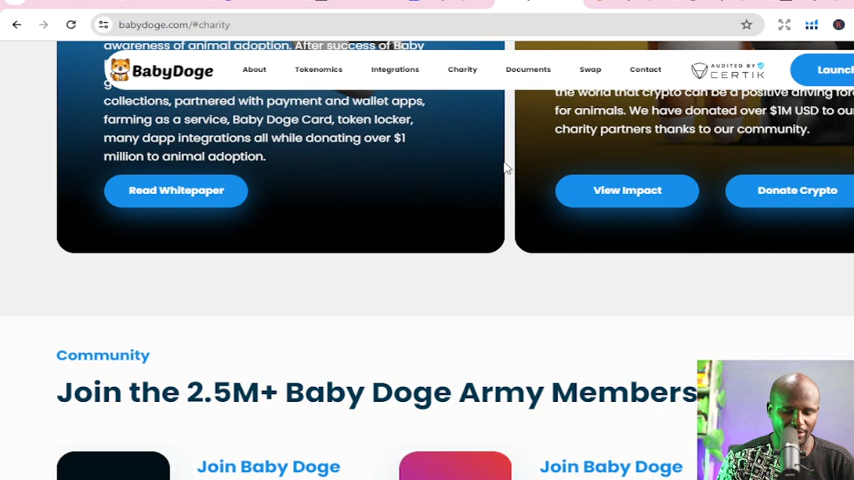 babydoge.com/#charity
awareness of animal adoption. After success of Baby
BabyDoge
About
Tokenomics
Integrations
Charity
Documents
Swap
Contact
AUDITED BY
CERTIK
Launch
collections, partnered with payment and wallet apps,
farming as a service, Baby Doge Card, token locker,
many dapp integrations all while donating over $1
million to animal adoption.
Read Whitepaper
the world that crypto can be a positive driving for
for animals. We have donated over $1M USD to ou
charity partners thanks to our community.
View Impact
Donate Crypto
Community
Join the 2.5M+ Baby Doge Army Members
Join Baby Doge
Join Baby Doge